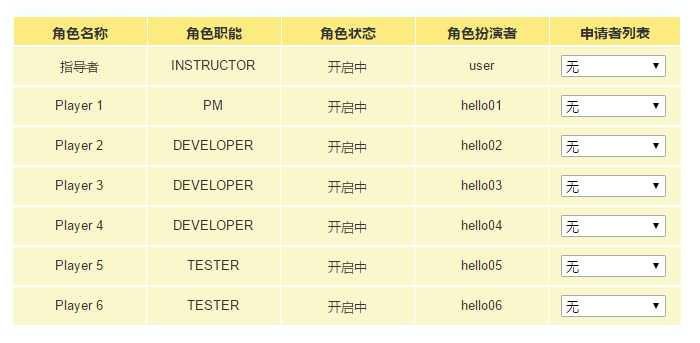 角色名称 角色职能 角色状态 角色扮演者 申请者列表
指导者 INSTRUCTOR 开启中 user 无
Player 1 PM 开启中 hello01 无
Player 2 DEVELOPER 开启中 hello02 无
Player 3 DEVELOPER 开启中 hello03 无
Player 4 DEVELOPER 开启中 hello04 无
Player 5 TESTER 开启中 hello05 无
Player 6 TESTER 开启中 hello06 无